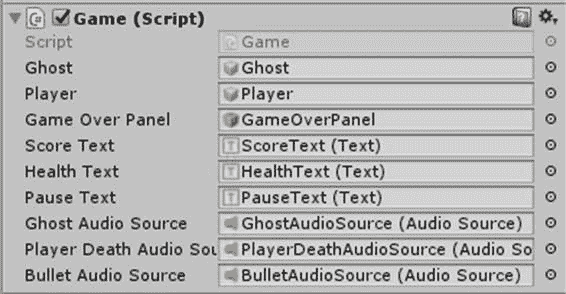 Game (Script)
Script Game
Ghost Ghost
Player Player
Game Over Panel GameOverPanel
Score Text ScoreText (Text)
Health Text HealthText (Text)
Pause Text PauseText (Text)
Ghost Audio Source GhostAudioSource (Audio Source)
Player Death Audio Sou PlayerDeathAudioSource (Audio So
Bullet Audio Source BulletAudioSource (Audio Source)